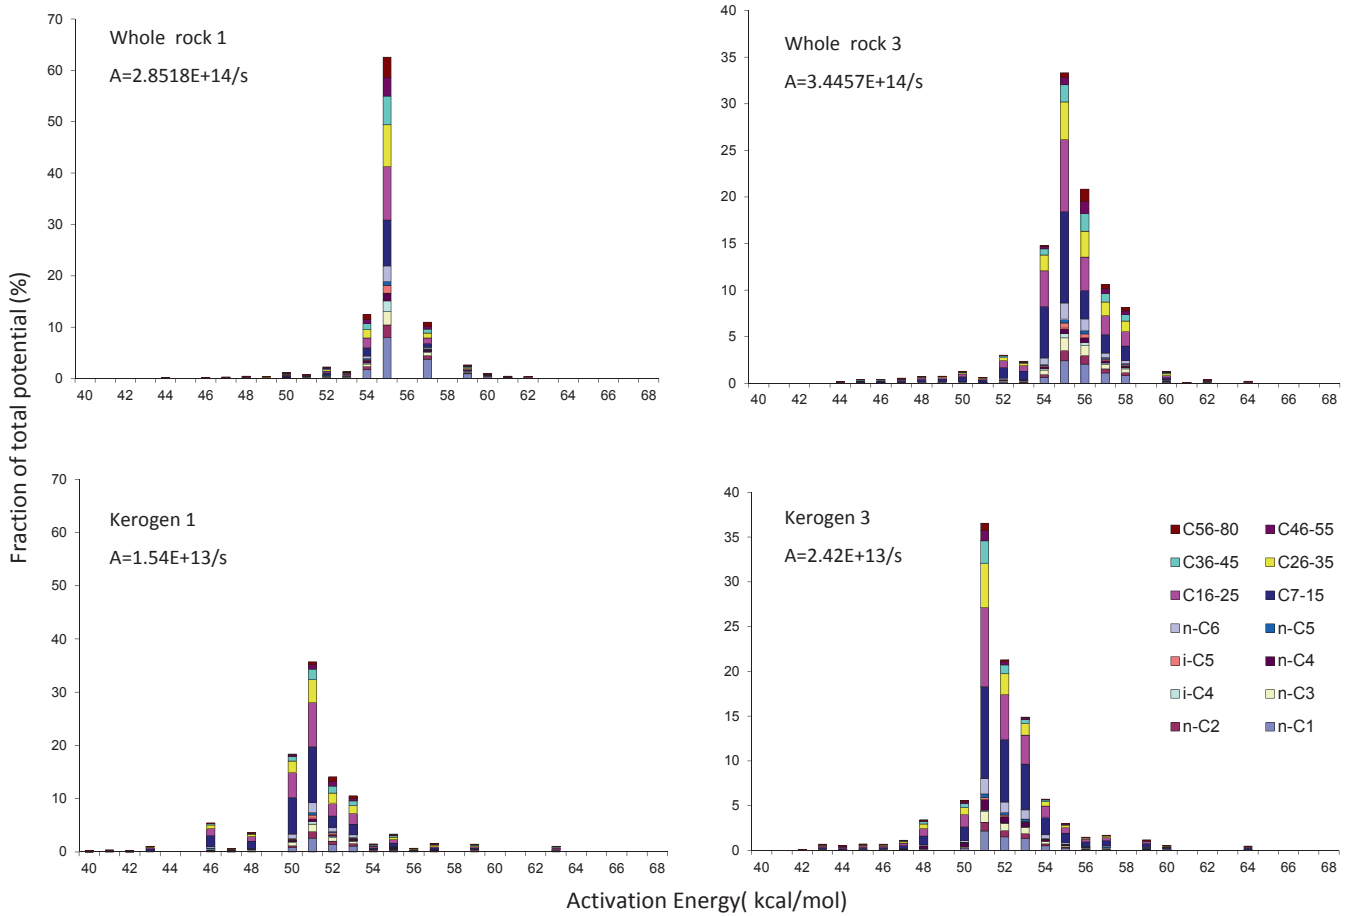 Fraction of total potential (%)
Whole rock 1
A=2.8518E+14/s
70
60
50
40
30
20
10
0
40 42 44 46 48 50 52 54 56 58 60 62 64 66 68
Whole rock 3
A=3.4457E+14/s
40
35
30
25
20
15
10
5
0
40 42 44 46 48 50 52 54 56 58 60 62 64 66 68
Kerogen 1
A=1.54E+13/s
70
60
50
40
30
20
10
0
40 42 44 46 48 50 52 54 56 58 60 62 64 66 68
Kerogen 3
A=2.42E+13/s
40
35
30
25
20
15
10
5
0
40 42 44 46 48 50 52 54 56 58 60 62 64 66 68
C56-80 C46-55
C36-45 C26-35
C16-25 C7-15
n-C6 n-C5
i-C5 n-C4
i-C4 n-C3
n-C2 n-C1
Activation Energy( kcal/mol)